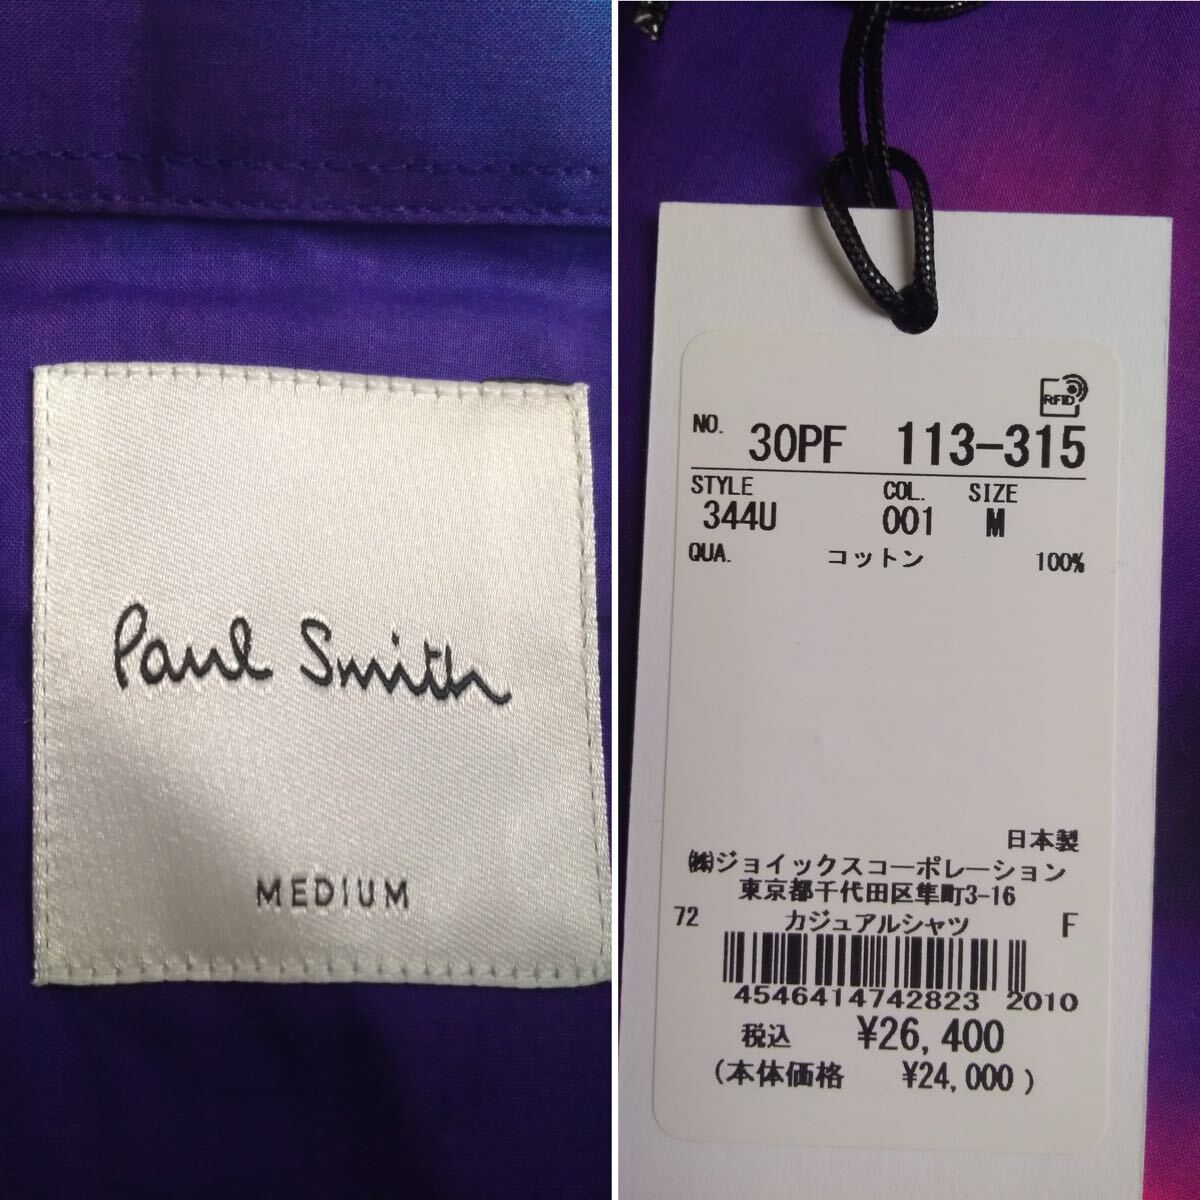 Paul Smith
MEDIUM
RFID
NO. 30PF 113-315
STYLE COL. SIZE
344U 001 M
QUA. コットン 100%
日本製
㈱ジョイックスコーポレーション
東京都千代田区隼町3-16
72 カジュアルシャツ F
4546414742823 2010
税込 ¥26,400
(本体価格 ¥24,000)